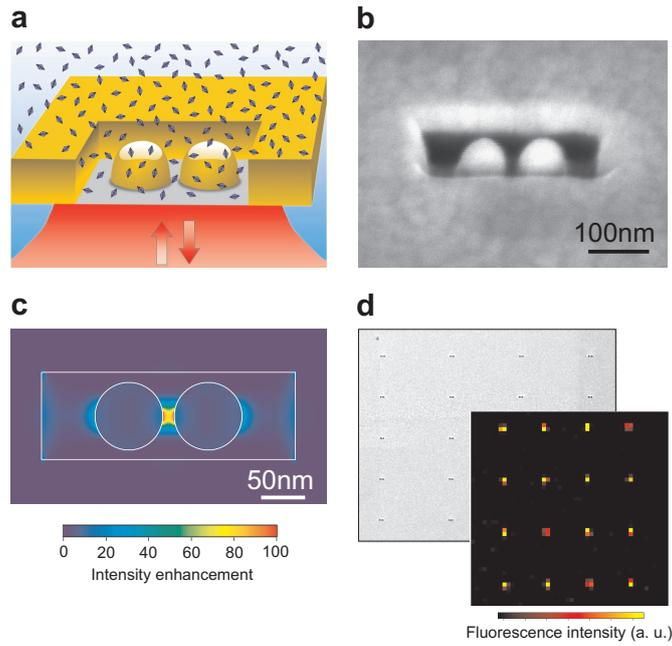 a
b
100nm
c
50nm
0 20 40 60 80 100
Intensity enhancement
d
Fluorescence intensity (a. u.)